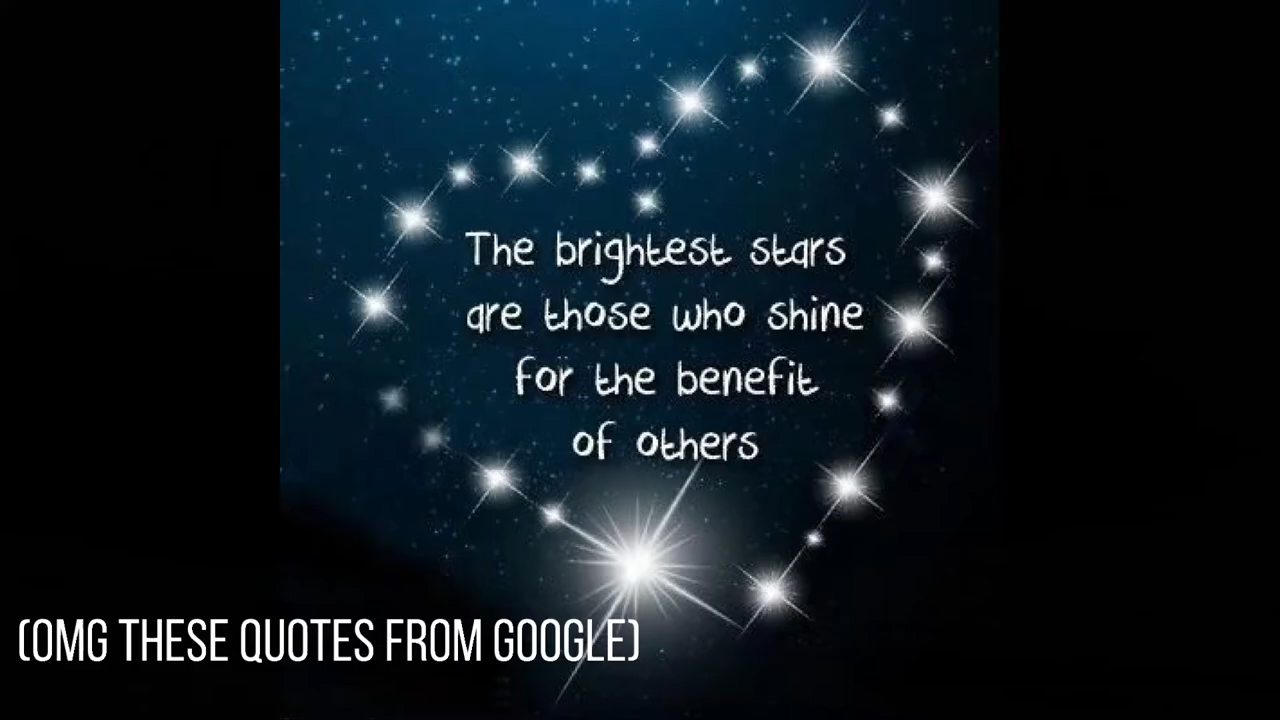 The brightest stars
are those who shine
for the benefit
of others
(OMG THESE QUOTES FROM GOOGLE)